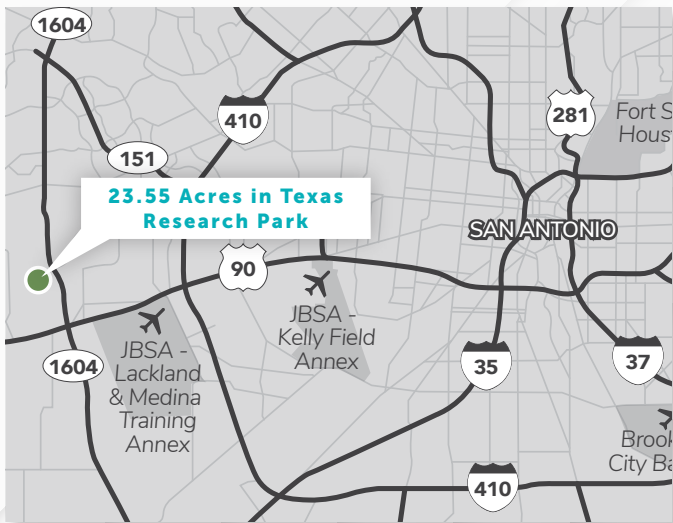 1604
410
281
Fort S
Hous
151
23.55 Acres in Texas
Research Park
SAN ANTONIO
90
JBSA -
Kelly Field
Annex
JBSA -
Lackland
& Medina
Training
Annex
1604
35
37
Brook
City Ba
410